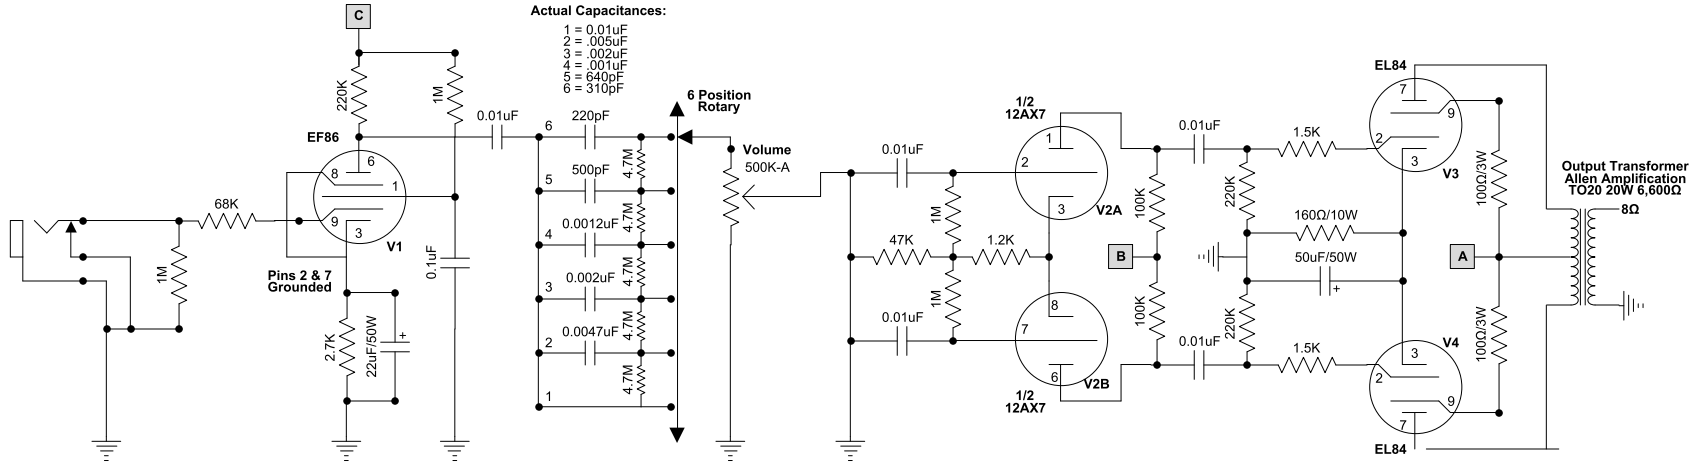 C
Actual Capacitances:
1 = 0.01uF
2 = .005uF
3 = .002uF
4 = .001uF
5 = 640pF
6 = 310pF
220K
1M
EF86
0.01uF
6
8
1
9
3
V1
68K
1M
Pins 2 & 7
Grounded
2.7K
22uF/50W
+
0.1uF
6 Position
Rotary
6
220pF
4.7M
5
500pF
4.7M
4
0.0012uF
4.7M
3
0.002uF
4.7M
2
0.0047uF
4.7M
1
Volume
500K-A
0.01uF
1M
47K
1.2K
1M
0.01uF
1/2
12AX7
1
2
3
V2A
8
7
6
V2B
1/2
12AX7
B
100K
100K
0.01uF
220K
1.5K
160Ω/10W
50uF/50W
+
220K
0.01uF
1.5K
EL84
7
9
2
3
V3
V4
3
2
9
7
EL84
100Ω/3W
A
100Ω/3W
Output Transformer
Allen Amplification
TO20 20W 6,600Ω
8Ω